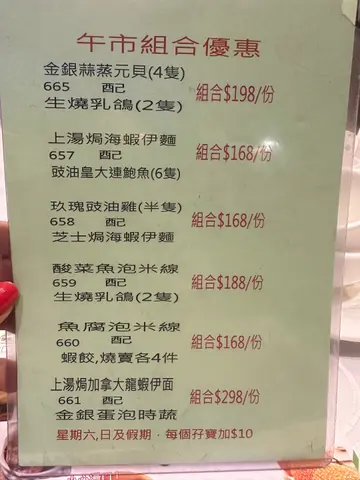 午市組合優惠
金銀蒜蒸元貝(4隻)
665 配
生燒乳鴿(2隻)
組合$198/份
上湯焗海蝦伊麵
657 配
豉油皇大連鮑魚(6隻)
組合$168/份
玫瑰豉油雞(半隻)
658 配
芝士焗海蝦伊麵
組合$168/份
酸菜魚泡米線
659 配
生燒乳鴿(2隻)
組合$188/份
魚腐泡米線
660 配
蝦餃,燒賣各4件
組合$168/份
上湯焗加拿大龍蝦伊面
661 配
金銀蛋泡時蔬
組合$298/份
星期六,日及假期，每個孖寶加$10